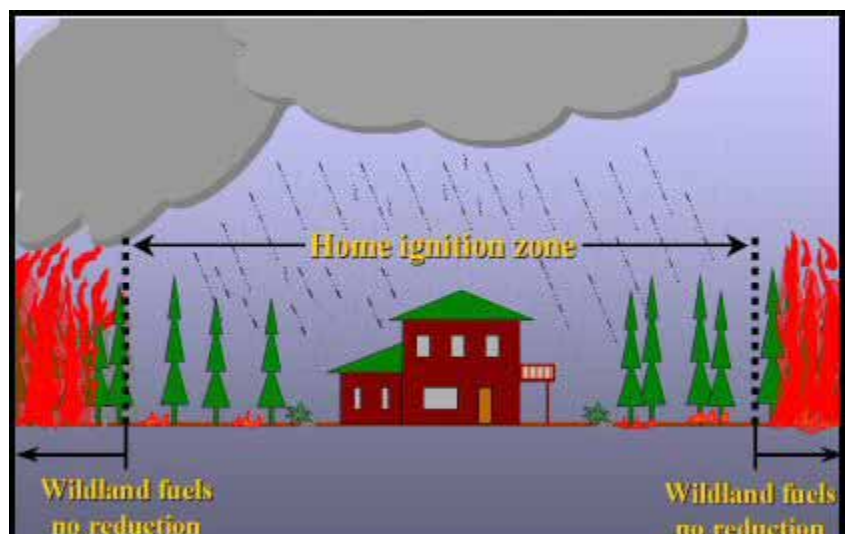 Home ignition zone
Wildland fuels
no reduction
Wildland fuels
no reduction